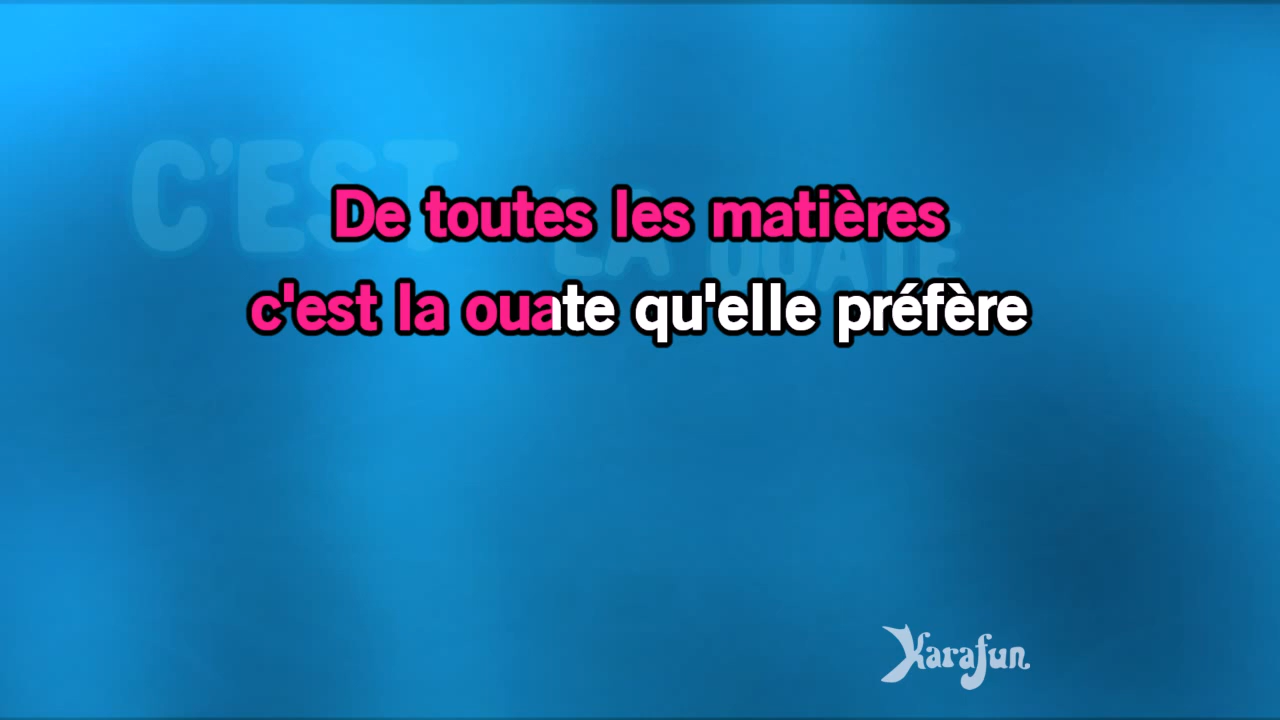 C'EST
LA OUATE
De toutes les matières
c'est la ouate qu'elle préfère
Karafun